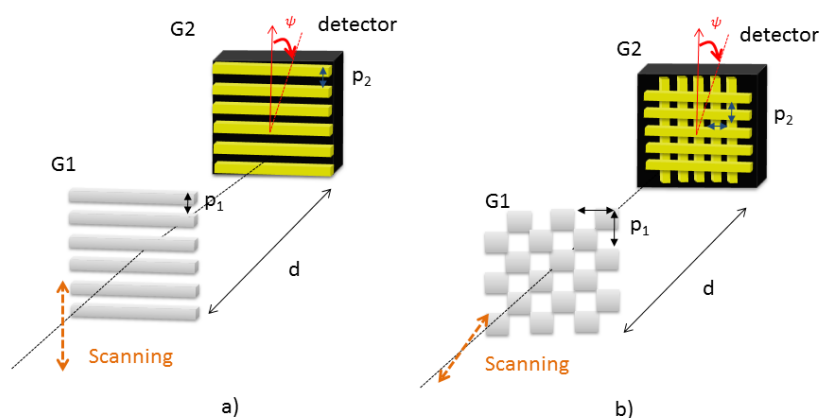 G2
ψ
detector
p2
G1
p1
d
Scanning
a)
G2
ψ
detector
p2
G1
p1
d
Scanning
b)